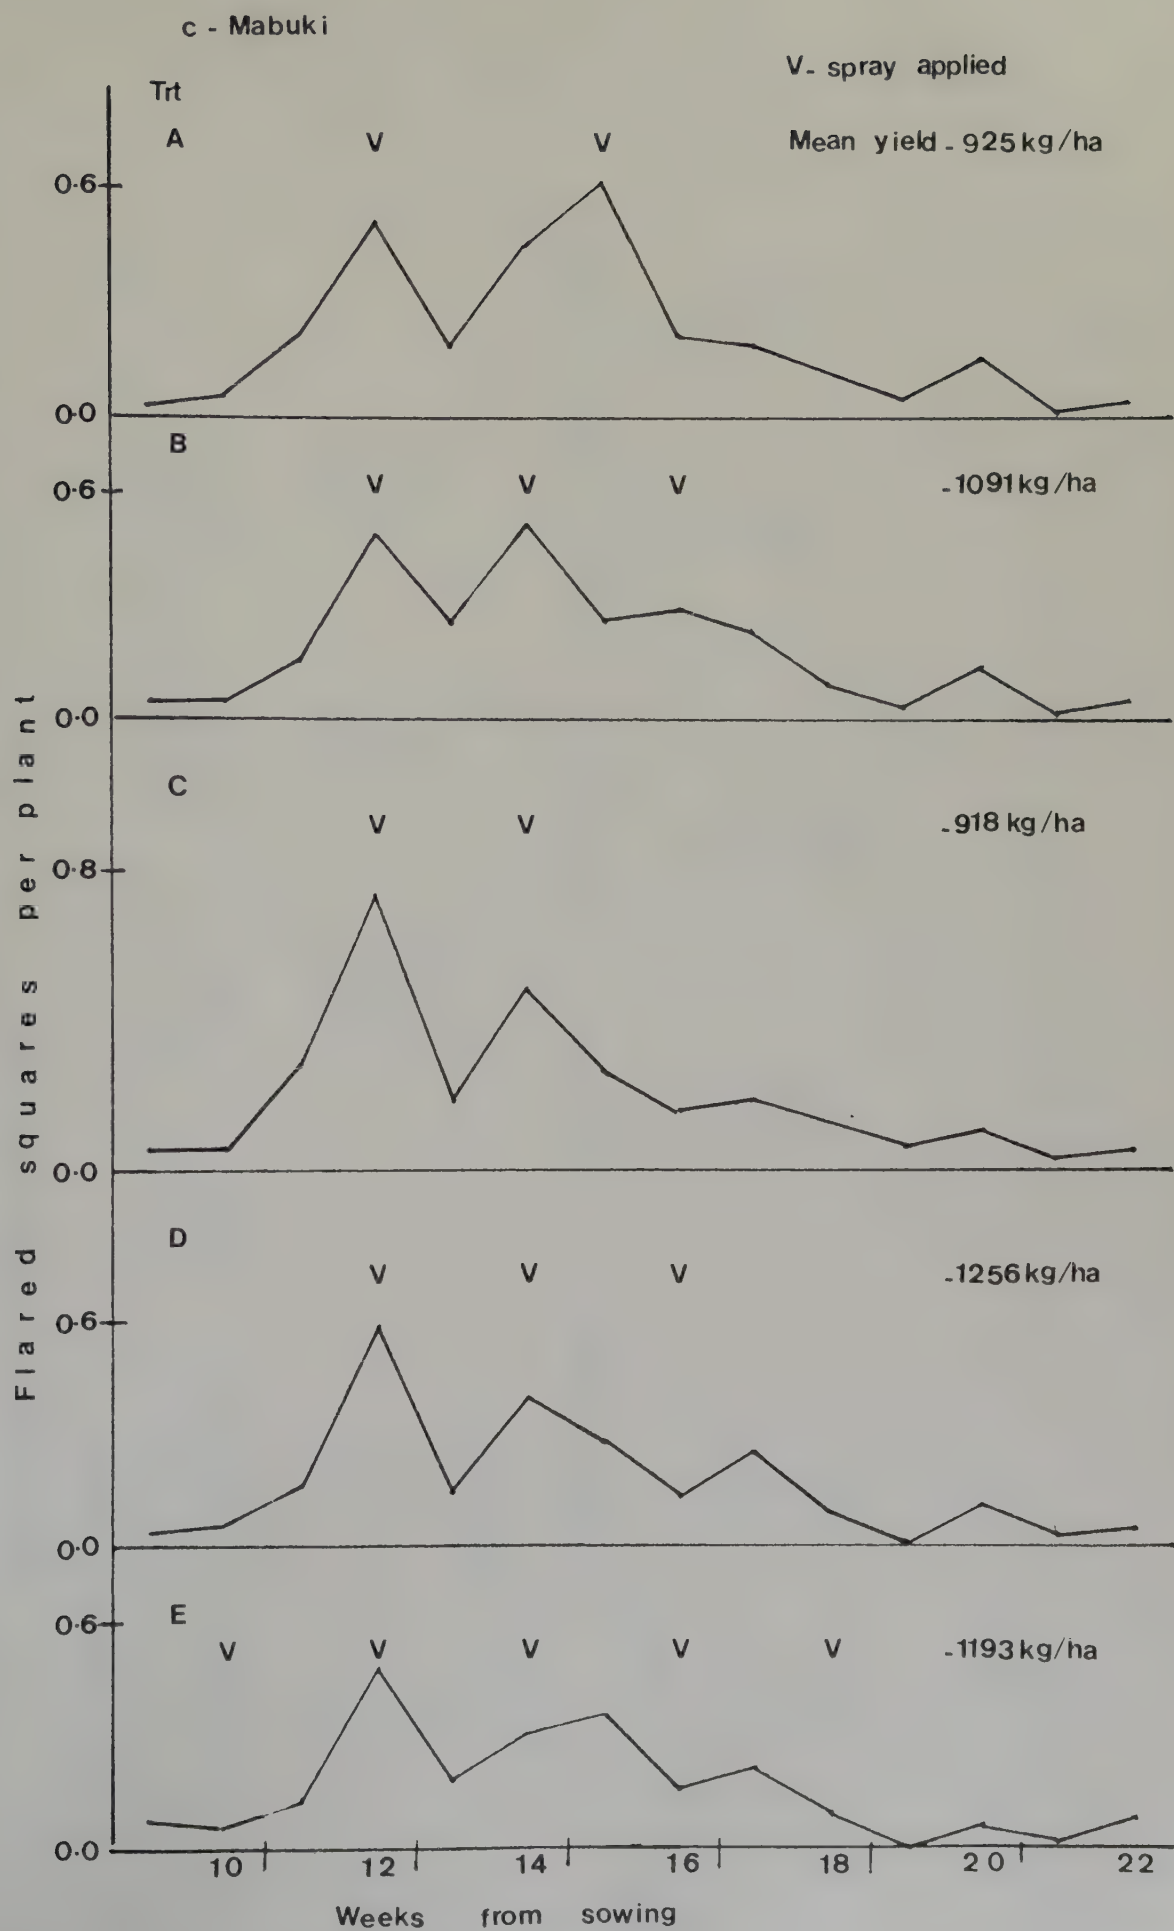 c - Mabuki
V- spray applied
Trt
A V V Mean yield - 925 kg/ha
0·6
0·0
B
0·6 V V V - 1091 kg/ha
0·0
C
V V - 918 kg/ha
0·8
0·0
D
V V V - 1256 kg/ha
0·6
0·0
E
0·6
V V V V V - 1193 kg/ha
0·0
10 12 14 16 18 20 22
Weeks from sowing
Flared squares per plant